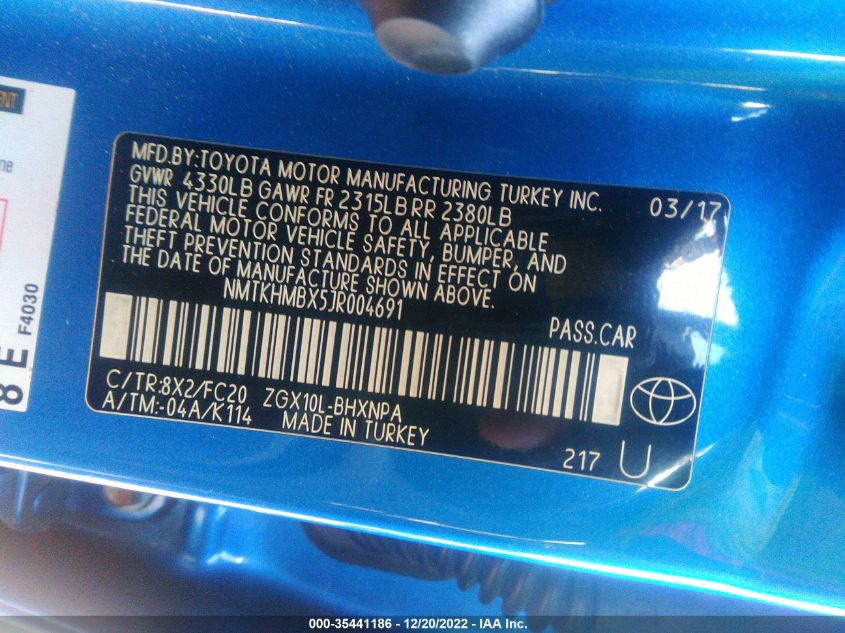 MFD.BY:TOYOTA MOTOR MANUFACTURING TURKEY INC. 03/17
GVWR 4330LB GAWR FR 2315LB RR 2380LB
THIS VEHICLE CONFORMS TO ALL APPLICABLE
FEDERAL MOTOR VEHICLE SAFETY, BUMPER, AND
THEFT PREVENTION STANDARDS IN EFFECT ON
THE DATE OF MANUFACTURE SHOWN ABOVE.
NMTKHMBX5JR004691 PASS.CAR
C/TR:8X2/FC20 ZGX10L-BHXNPA
A/TM:-04A/K114 MADE IN TURKEY
217 U
8 E F4030
000-35441186 - 12/20/2022 - IAA Inc.